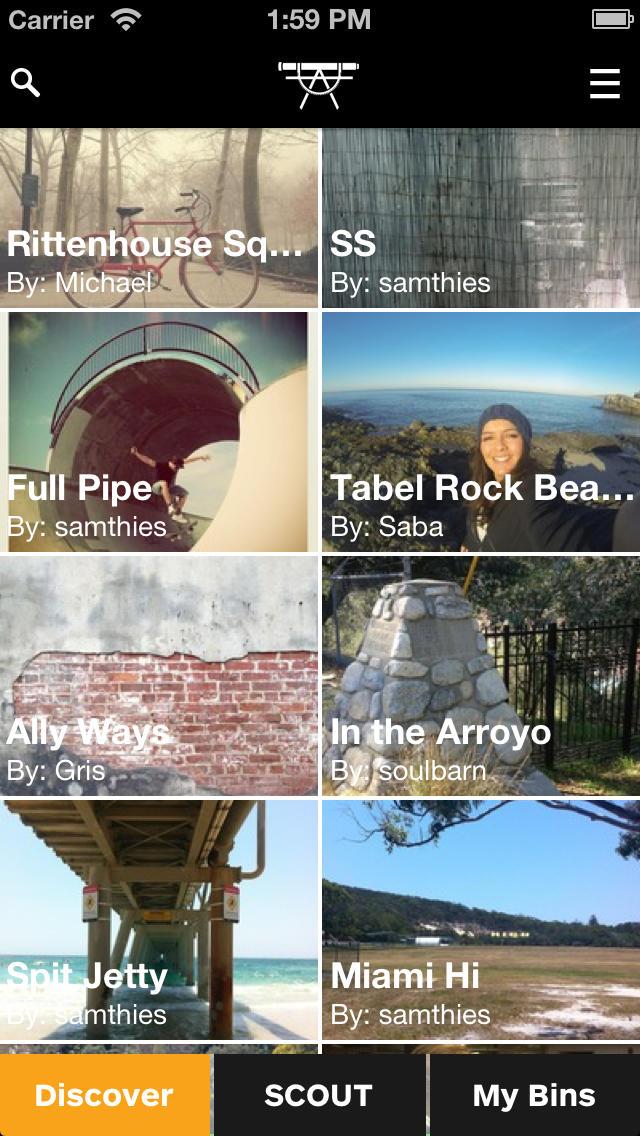 Carrier 1:59 PM
Rittenhouse Sq...
By: Michael
SS
By: samthies
Full Pipe
By: samthies
Tabel Rock Bea...
By: Saba
Ally Ways
By: Gris
In the Arroyo
By: soulbarn
Spit Jetty
By: samthies
Miami Hi
By: samthies
Discover SCOUT My Bins